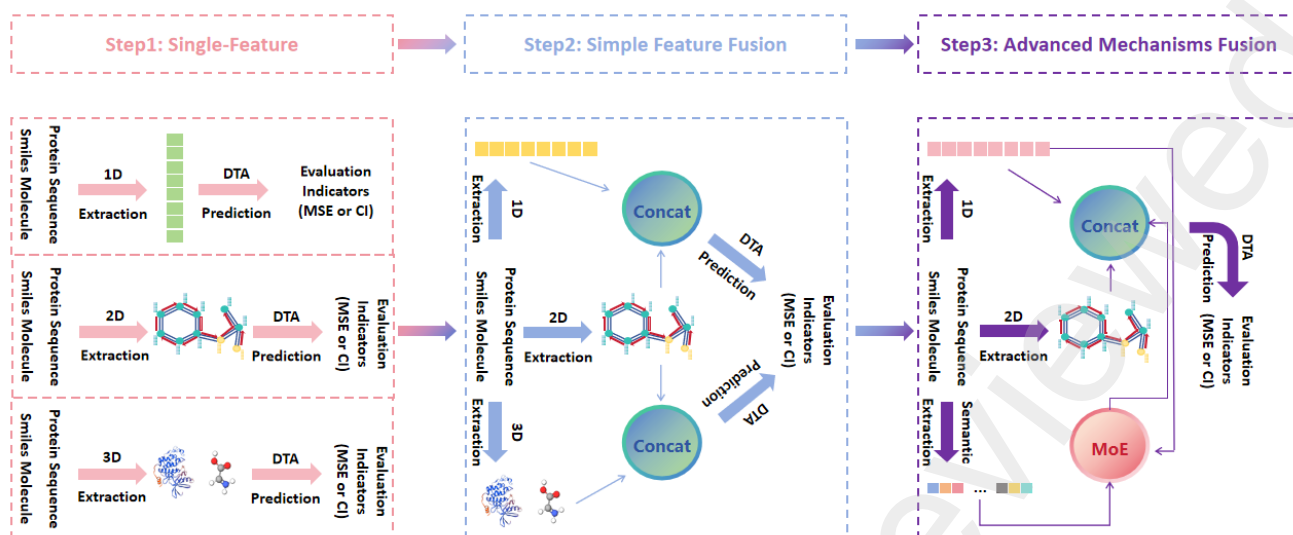 Step1: Single-Feature
Step2: Simple Feature Fusion
Step3: Advanced Mechanisms Fusion
Smiles Molecule
Protein Sequence
1D
Extraction
DTA
Prediction
Evaluation
Indicators
(MSE or CI)
Smiles Molecule
Protein Sequence
2D
Extraction
DTA
Prediction
Evaluation
Indicators
(MSE or CI)
Smiles Molecule
Protein Sequence
3D
Extraction
DTA
Prediction
Evaluation
Indicators
(MSE or CI)
Extraction
1D
Concat
DTA
Prediction
Smiles Molecule
Protein Sequence
2D
Extraction
Evaluation
Indicators
(MSE or CI)
Extraction
3D
Concat
Prediction
DTA
Extraction
1D
Concat
DTA
Prediction
Smiles Molecule
Protein Sequence
2D
Extraction
Evaluation
Indicators
(MSE or CI)
Extraction
Semantic
MoE
...